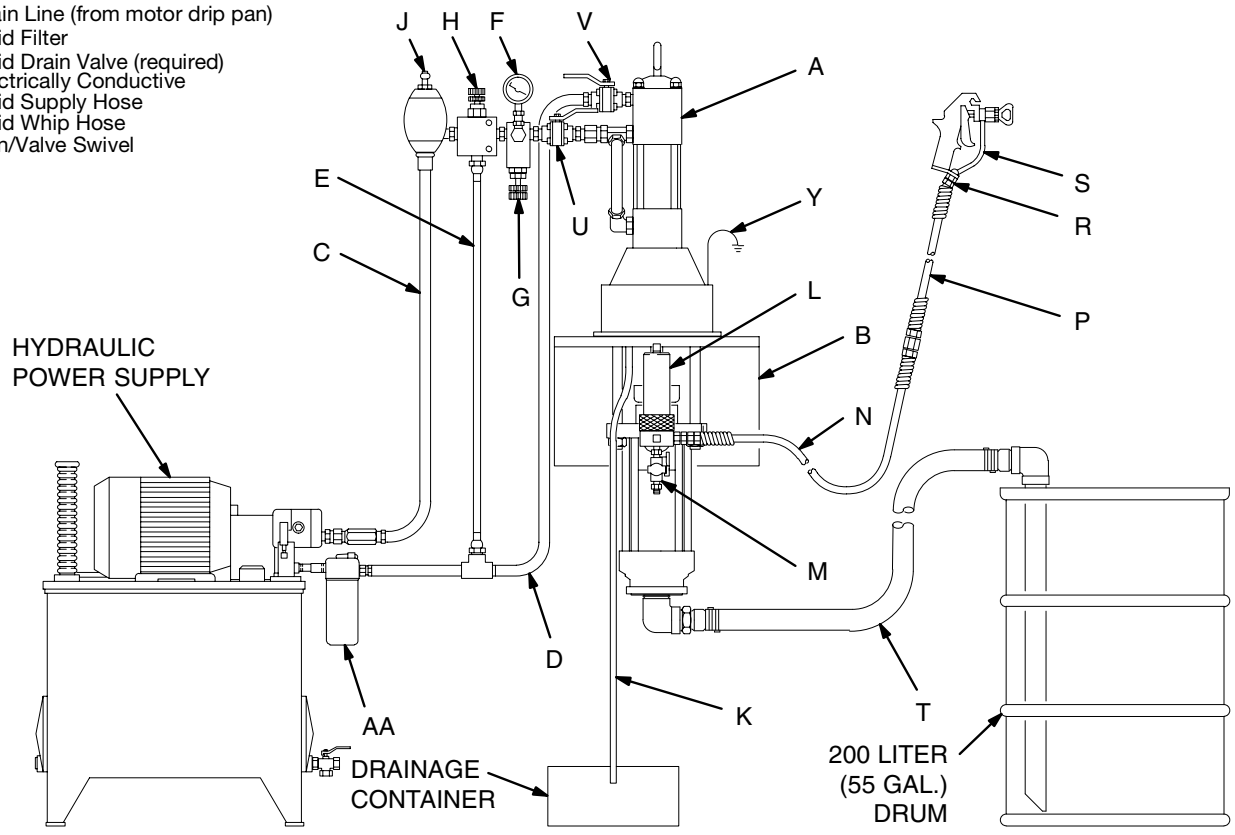 ain Line (from motor drip pan)
id Filter
id Drain Valve (required)
ctrically Conductive
id Supply Hose
id Whip Hose
n/Valve Swivel
J
H
F
V
A
E
S
U
Y
R
C
G
L
P
B
HYDRAULIC
POWER SUPPLY
N
M
D
K
T
AA
200 LITER
(55 GAL.)
DRUM
DRAINAGE
CONTAINER